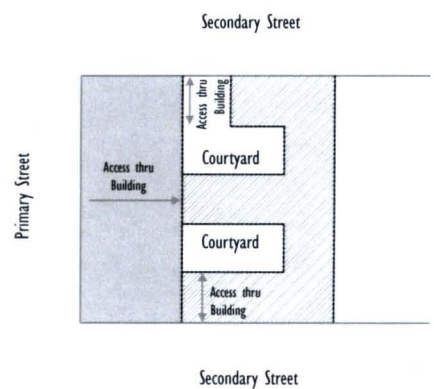 Secondary Street
Access thru
Building
Courtyard
Primary Street
Access thru
Building
Courtyard
Access thru
Building
Secondary Street